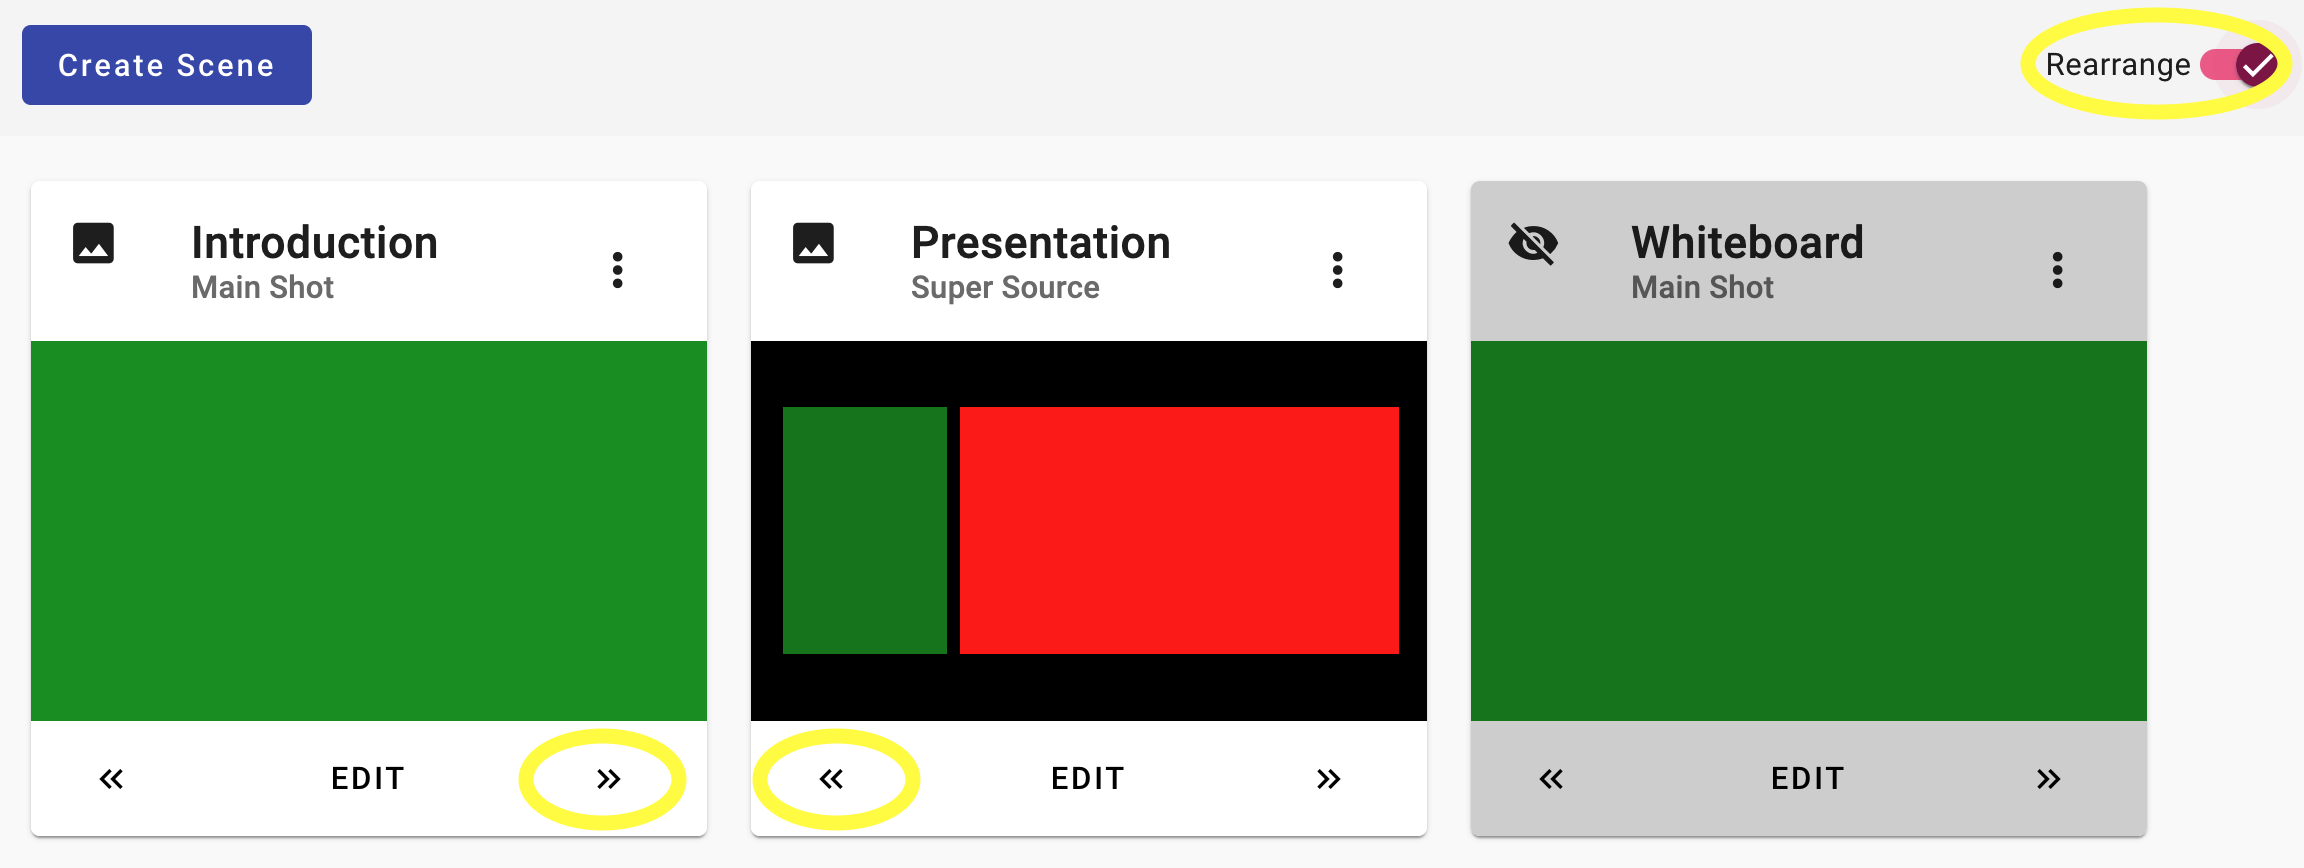 Create Scene
Rearrange
Introduction
Main Shot
Presentation
Super Source
Whiteboard
Main Shot
EDIT
EDIT
EDIT